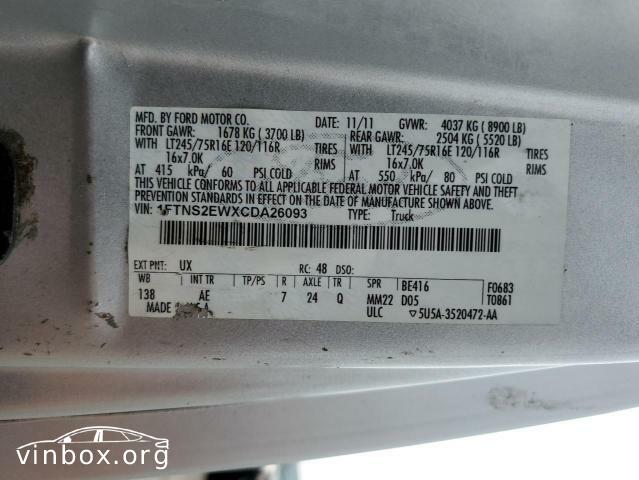 MFD. BY FORD MOTOR CO. DATE: 11/11 GVWR: 4037 KG ( 8900 LB)
FRONT GAWR: 1678 KG ( 3700 LB) REAR GAWR: 2504 KG ( 5520 LB)
WITH LT245/75R16E 120/116R TIRES WITH LT245/75R16E 120/116R TIRES
16x7.0K RIMS 16x7.0K RIMS
AT 415 kPa/ 60 PSI COLD AT 550 kPa/ 80 PSI COLD
THIS VEHICLE CONFORMS TO ALL APPLICABLE FEDERAL MOTOR VEHICLE SAFETY AND THEFT
PREVENTION STANDARDS IN EFFECT ON THE DATE OF MANUFACTURE SHOWN ABOVE.
VIN: 1FTNS2EWXCDA26093 TYPE: Truck
EXT PNT: UX RC: 48 DSO:
WB INT TR TP/PS R AXLE TR SPR BE416 F0683
138 AE 7 24 Q MM22 D05 T0861
MADE ULC ▽5U5A-3520472-AA
vinbox.org